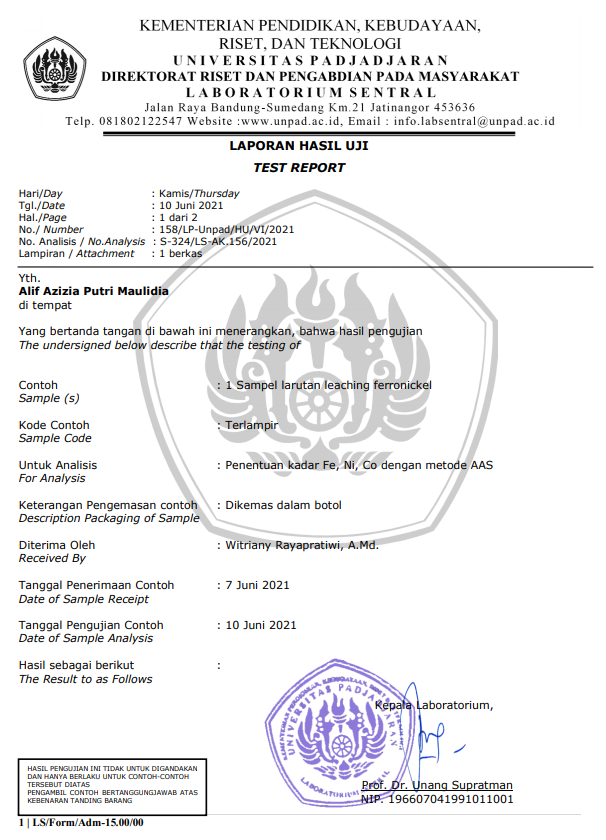 KEMENTERIAN PENDIDIKAN, KEBUDAYAAN,
RISET, DAN TEKNOLOGI
UNIVERSITAS PADJADJARAN
DIREKTORAT RISET DAN PENGABDIAN PADA MASYARAKAT
LABORATORIUM SENTRAL
Jalan Raya Bandung-Sumedang Km.21 Jatinangor 453636
Telp. 081802122547 Website :www.unpad.ac.id, Email : info.labsentral@unpad.ac.id
LAPORAN HASIL UJI
TEST REPORT
Hari/Day : Kamis/Thursday
Tgl./Date : 10 Juni 2021
Hal./Page : 1 dari 2
No./ Number : 158/LP-Unpad/HU/VI/2021
No. Analisis / No.Analysis : S-324/LS-AK.156/2021
Lampiran / Attachment : 1 berkas
Yth.
Alif Azizia Putri Maulidia
di tempat
Yang bertanda tangan di bawah ini menerangkan, bahwa hasil pengujian
The undersigned below describe that the testing of
Contoh : 1 Sampel larutan leaching ferronickel
Sample (s)
Kode Contoh : Terlampir
Sample Code
Untuk Analisis : Penentuan kadar Fe, Ni, Co dengan metode AAS
For Analysis
Keterangan Pengemasan contoh : Dikemas dalam botol
Description Packaging of Sample
Diterima Oleh : Witriany Rayapratiwi, A.Md.
Received By
Tanggal Penerimaan Contoh : 7 Juni 2021
Date of Sample Receipt
Tanggal Pengujian Contoh : 10 Juni 2021
Date of Sample Analysis
Hasil sebagai berikut :
The Result to as Follows
Kepala Laboratorium,
UNIVERSITAS PADJADJARAN
LABORATORIUM SENTRAL
Prof. Dr. Unang Supratman
NIP. 196607041991011001
HASIL PENGUJIAN INI TIDAK UNTUK DIGANDAKAN
DAN HANYA BERLAKU UNTUK CONTOH-CONTOH
TERSEBUT DIATAS
PENGAMBIL CONTOH BERTANGGUNGJAWAB ATAS
KEBENARAN TANDING BARANG
1 | LS/Form/Adm-15.00/00